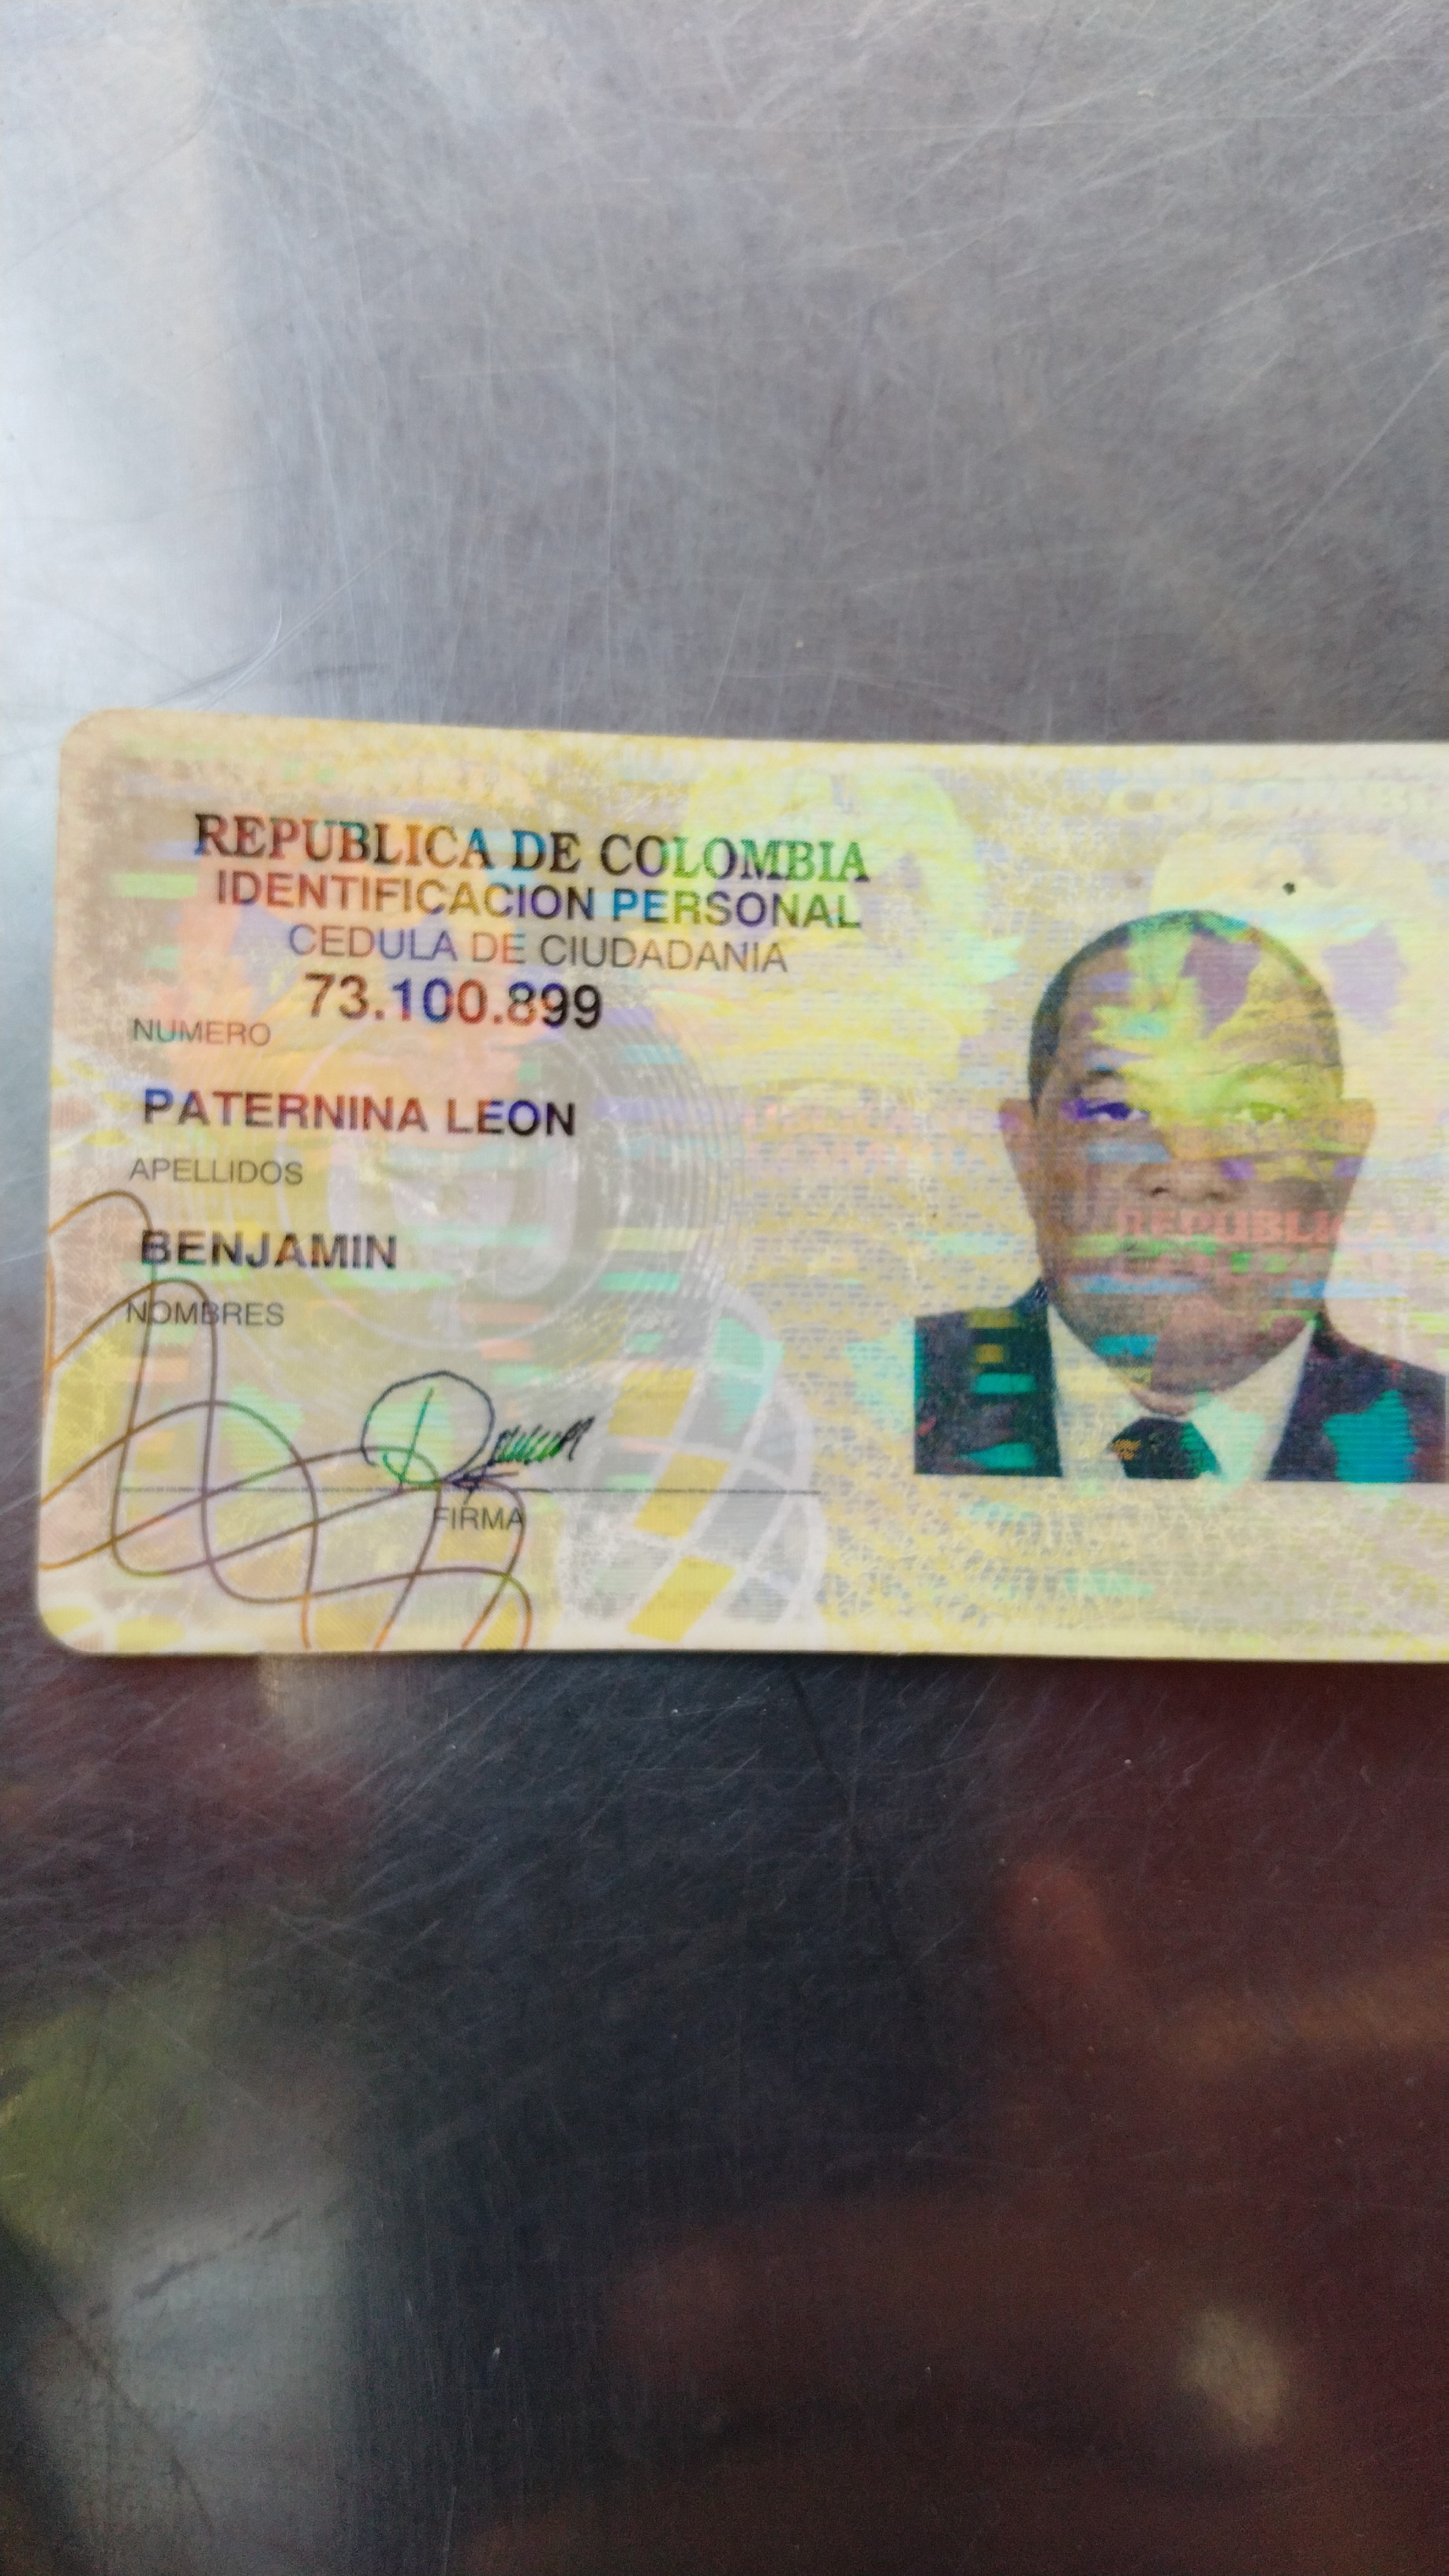 REPUBLICA DE COLOMBIA
IDENTIFICACION PERSONAL
CEDULA DE CIUDADANIA
NUMERO 73.100.899
PATERNINA LEON
APELLIDOS
BENJAMIN
NOMBRES
FIRMA
REPUBLICA